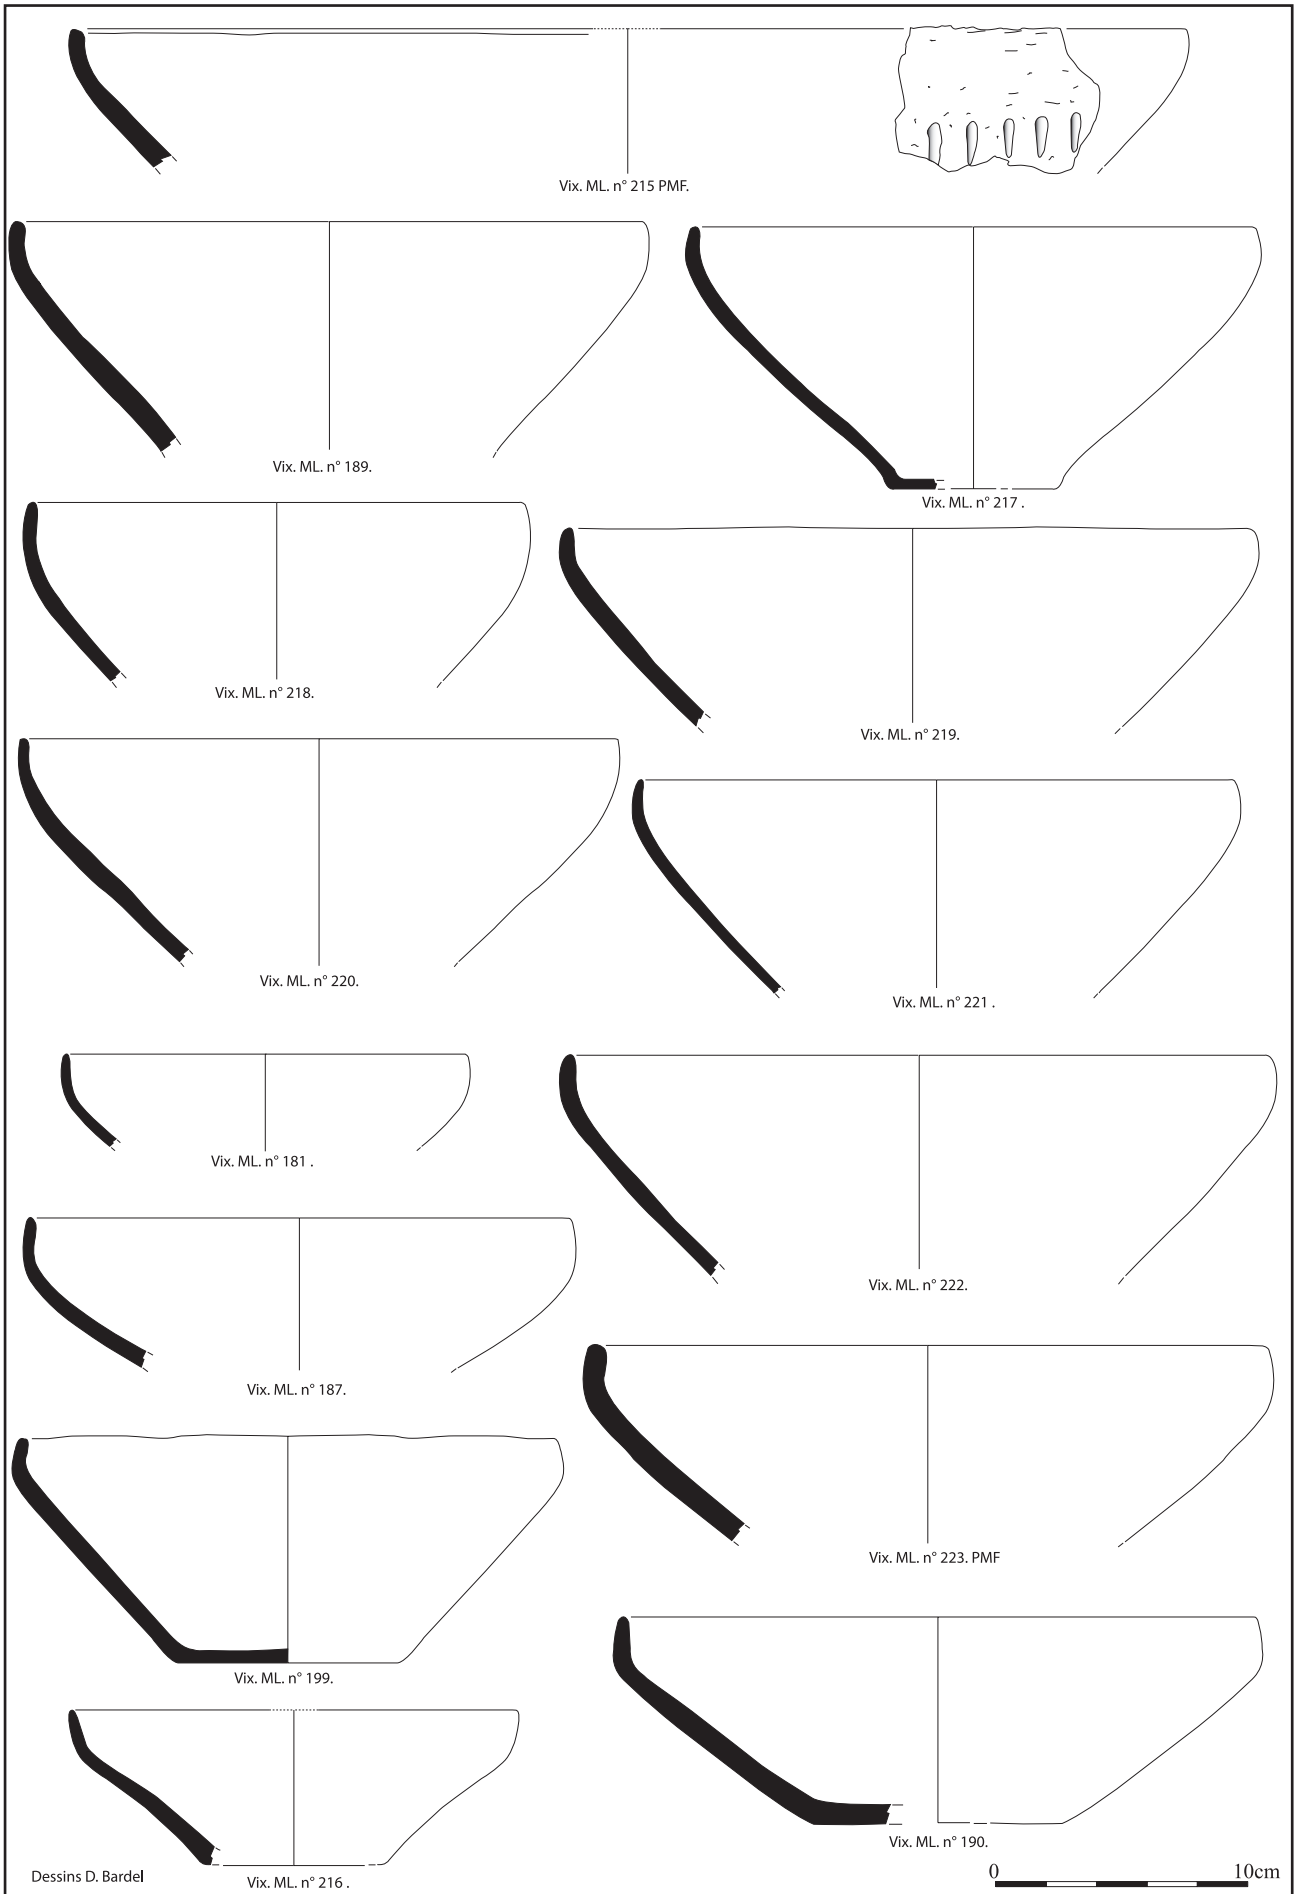 Vix. ML. n° 215 PMF.
Vix. ML. n° 189.
Vix. ML. n° 217 .
Vix. ML. n° 218.
Vix. ML. n° 219.
Vix. ML. n° 220.
Vix. ML. n° 221 .
Vix. ML. n° 181 .
Vix. ML. n° 222.
Vix. ML. n° 187.
Vix. ML. n° 223. PMF
Vix. ML. n° 199.
Vix. ML. n° 190.
Dessins D. Bardel
Vix. ML. n° 216 .
0 10cm